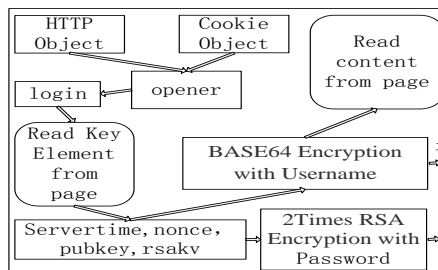 HTTP
Object
Cookie
Object
Read
content
from page
login
opener
Read Key
Element
from
page
BASE64 Encryption
with Username
Servertime,nonce,
pubkey,rsakv
2Times RSA
Encryption with
Password